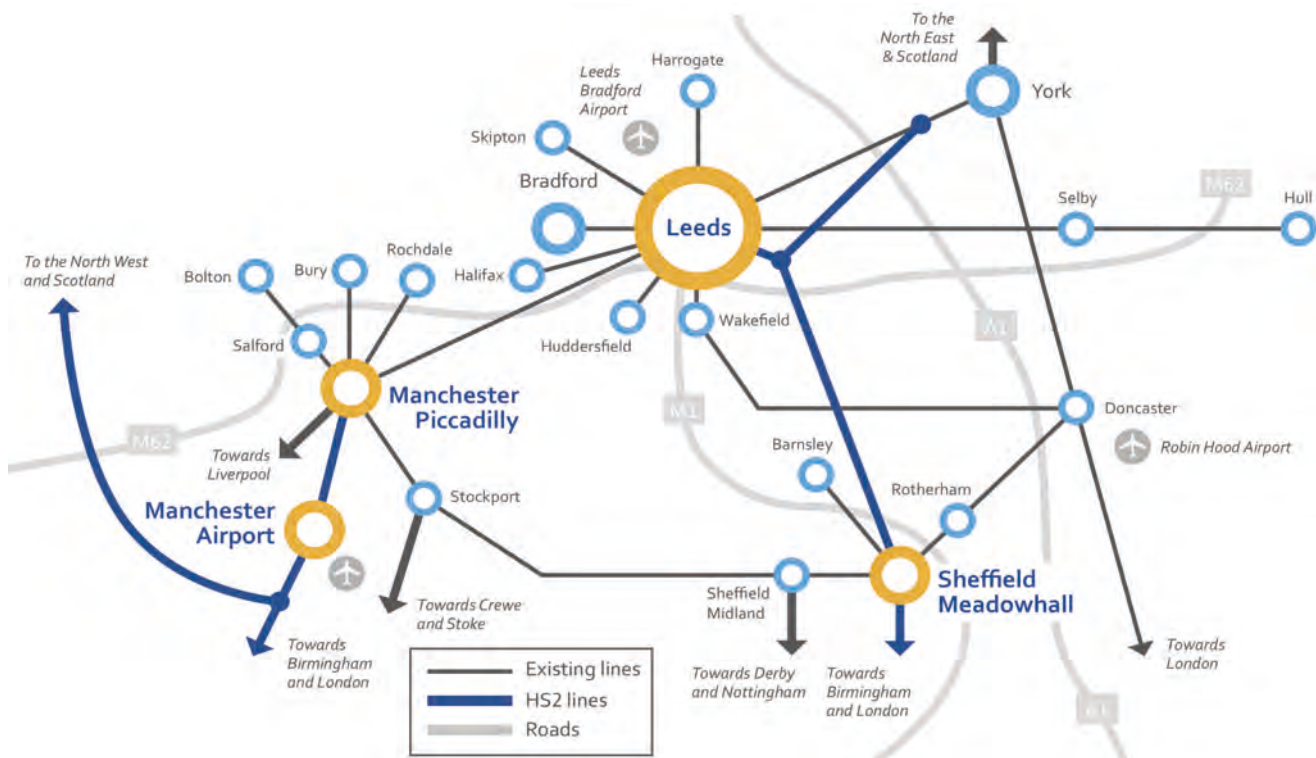 To the
North East
& Scotland
Harrogate
Leeds
Bradford
Airport
York
Skipton
Bradford
M62
Selby
Hull
Leeds
To the North West
and Scotland
Bolton
Bury
Rochdale
Halifax
Salford
Huddersfield
Wakefield
A1
Manchester
Piccadilly
M1
Doncaster
M62
Robin Hood Airport
Towards
Liverpool
Barnsley
Rotherham
Stockport
Manchester
Airport
Sheffield
Midland
Sheffield
Meadowhall
Towards Crewe
and Stoke
Towards
Birmingham
and London
Towards Derby
and Nottingham
Towards
Birmingham
and London
Towards
London
Existing lines
HS2 lines
Roads